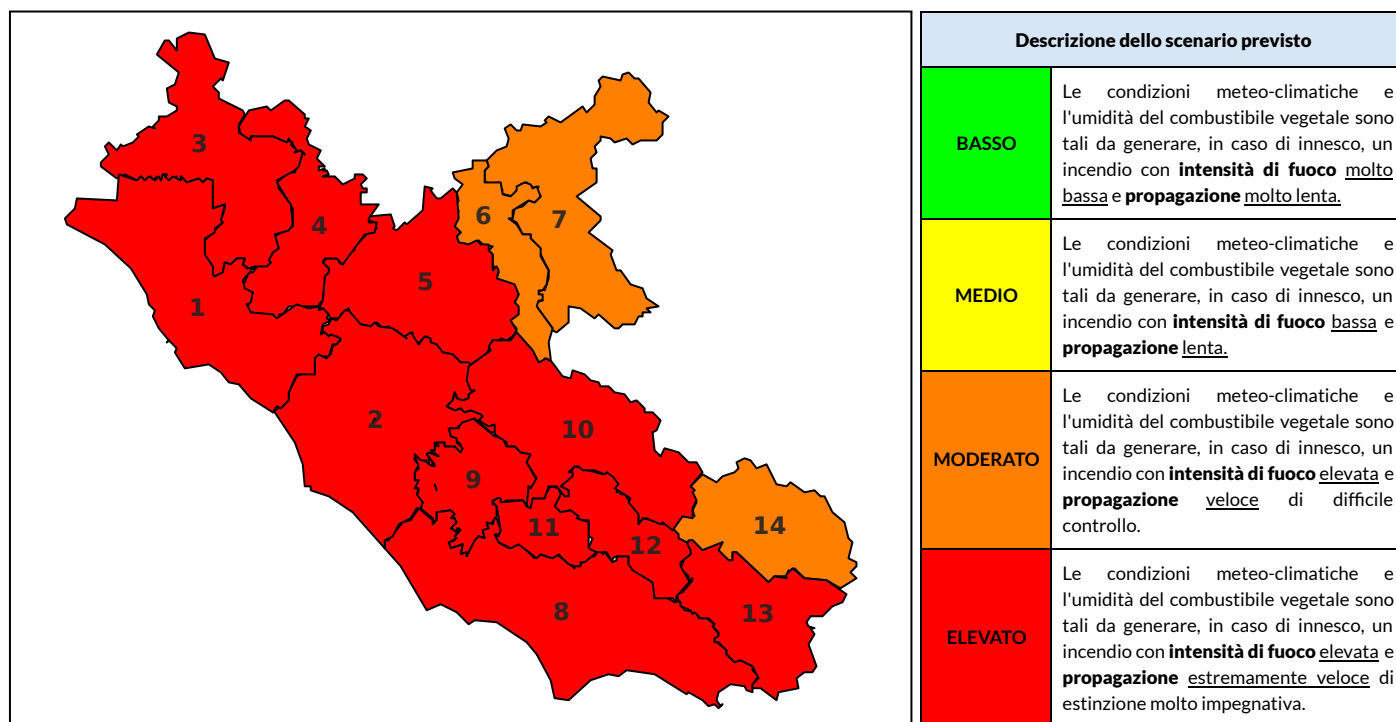 3
4
6
7
5
1
2
10
9
14
11
12
8
13
Descrizione dello scenario previsto
BASSO
Le condizioni meteo-climatiche e
l'umidità del combustibile vegetale sono
tali da generare, in caso di innesco, un
incendio con intensità di fuoco molto
bassa e propagazione molto lenta.
MEDIO
Le condizioni meteo-climatiche e
l'umidità del combustibile vegetale sono
tali da generare, in caso di innesco, un
incendio con intensità di fuoco bassa e
propagazione lenta.
MODERATO
Le condizioni meteo-climatiche e
l'umidità del combustibile vegetale sono
tali da generare, in caso di innesco, un
incendio con intensità di fuoco elevata e
propagazione veloce di difficile
controllo.
ELEVATO
Le condizioni meteo-climatiche e
l'umidità del combustibile vegetale sono
tali da generare, in caso di innesco, un
incendio con intensità di fuoco elevata e
propagazione estremamente veloce di
estinzione molto impegnativa.